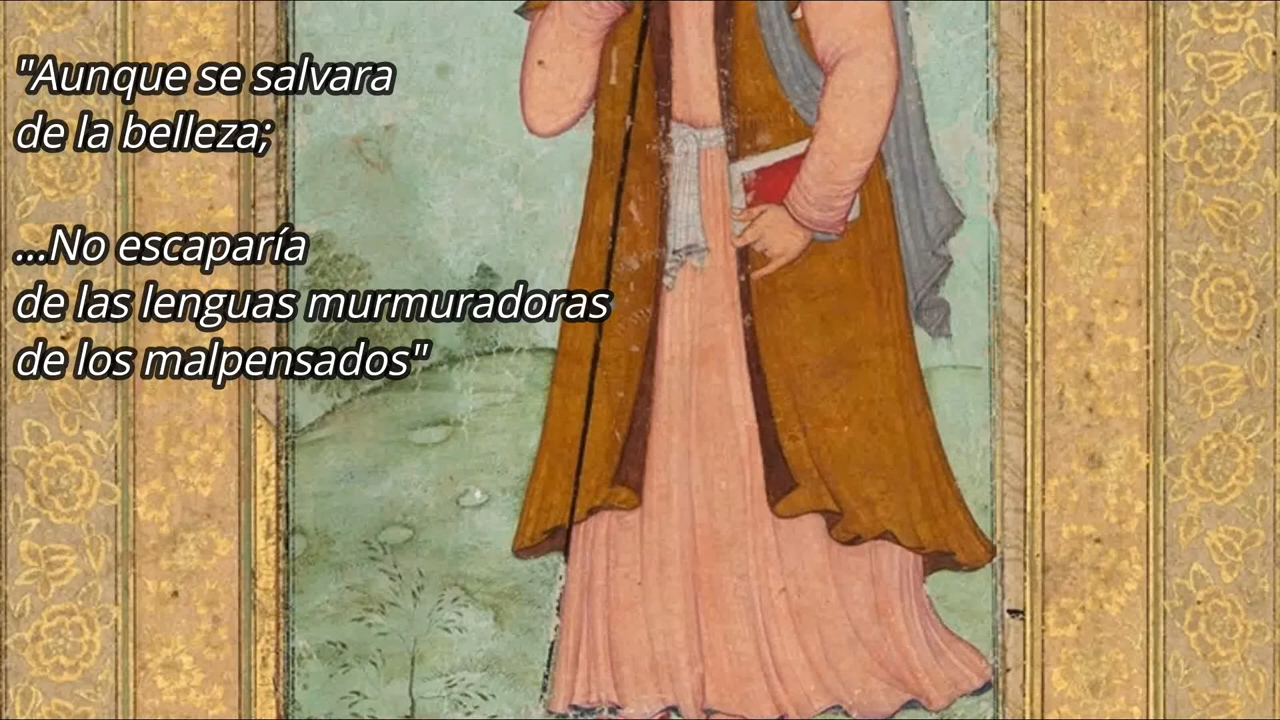 "Aunque se salvara
de la belleza;
...No escaparía
de las lenguas murmuradoras
de los malpensados"